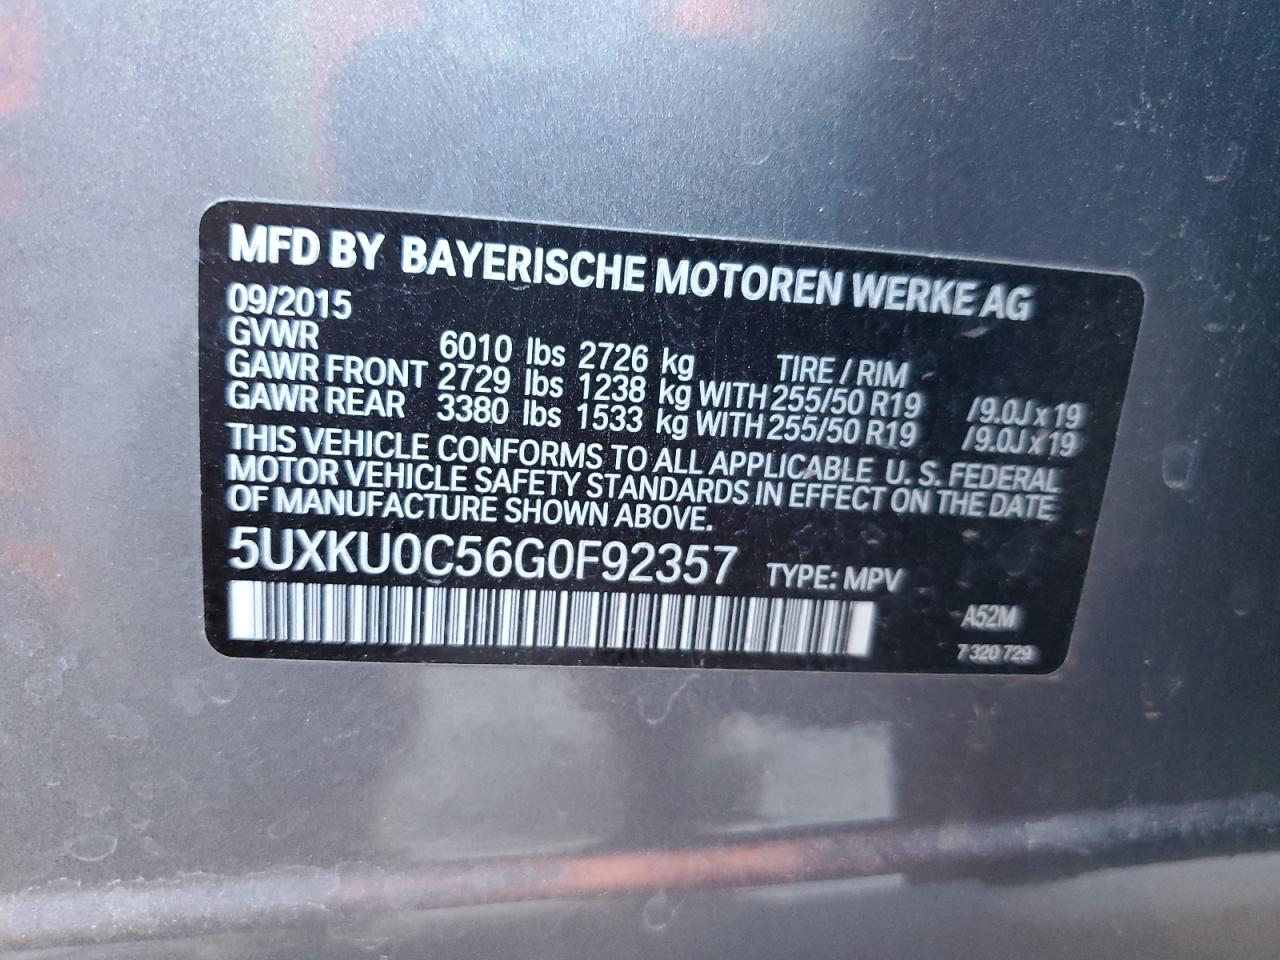 MFD BY BAYERISCHE MOTOREN WERKE AG
09/2015
GVWR 6010 lbs 2726 kg TIRE / RIM
GAWR FRONT 2729 lbs 1238 kg WITH 255/50 R19 /9.0J x 19
GAWR REAR 3380 lbs 1533 kg WITH 255/50 R19 /9.0J x 19
THIS VEHICLE CONFORMS TO ALL APPLICABLE U. S. FEDERAL
MOTOR VEHICLE SAFETY STANDARDS IN EFFECT ON THE DATE
OF MANUFACTURE SHOWN ABOVE.
5UXKU0C56G0F92357 TYPE: MPV
A52M
7 320 729